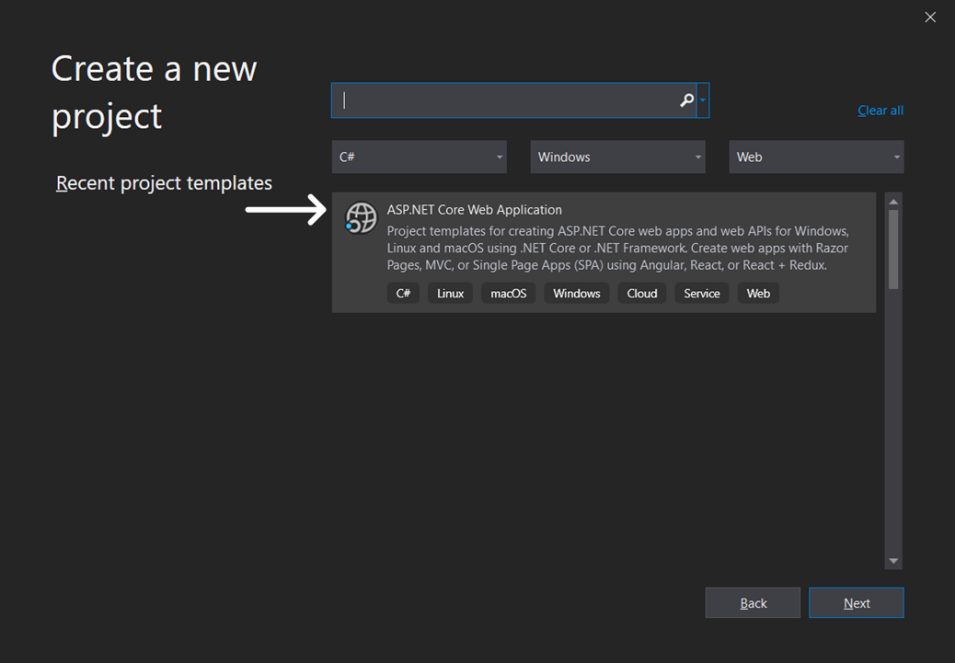 Create a new
project
Clear all
C#
Windows
Web
Recent project templates
ASP.NET Core Web Application
Project templates for creating ASP.NET Core web apps and web APIs for Windows,
Linux and macOS using .NET Core or .NET Framework. Create web apps with Razor
Pages, MVC, or Single Page Apps (SPA) using Angular, React, or React + Redux.
C# Linux macOS Windows Cloud Service Web
Back Next